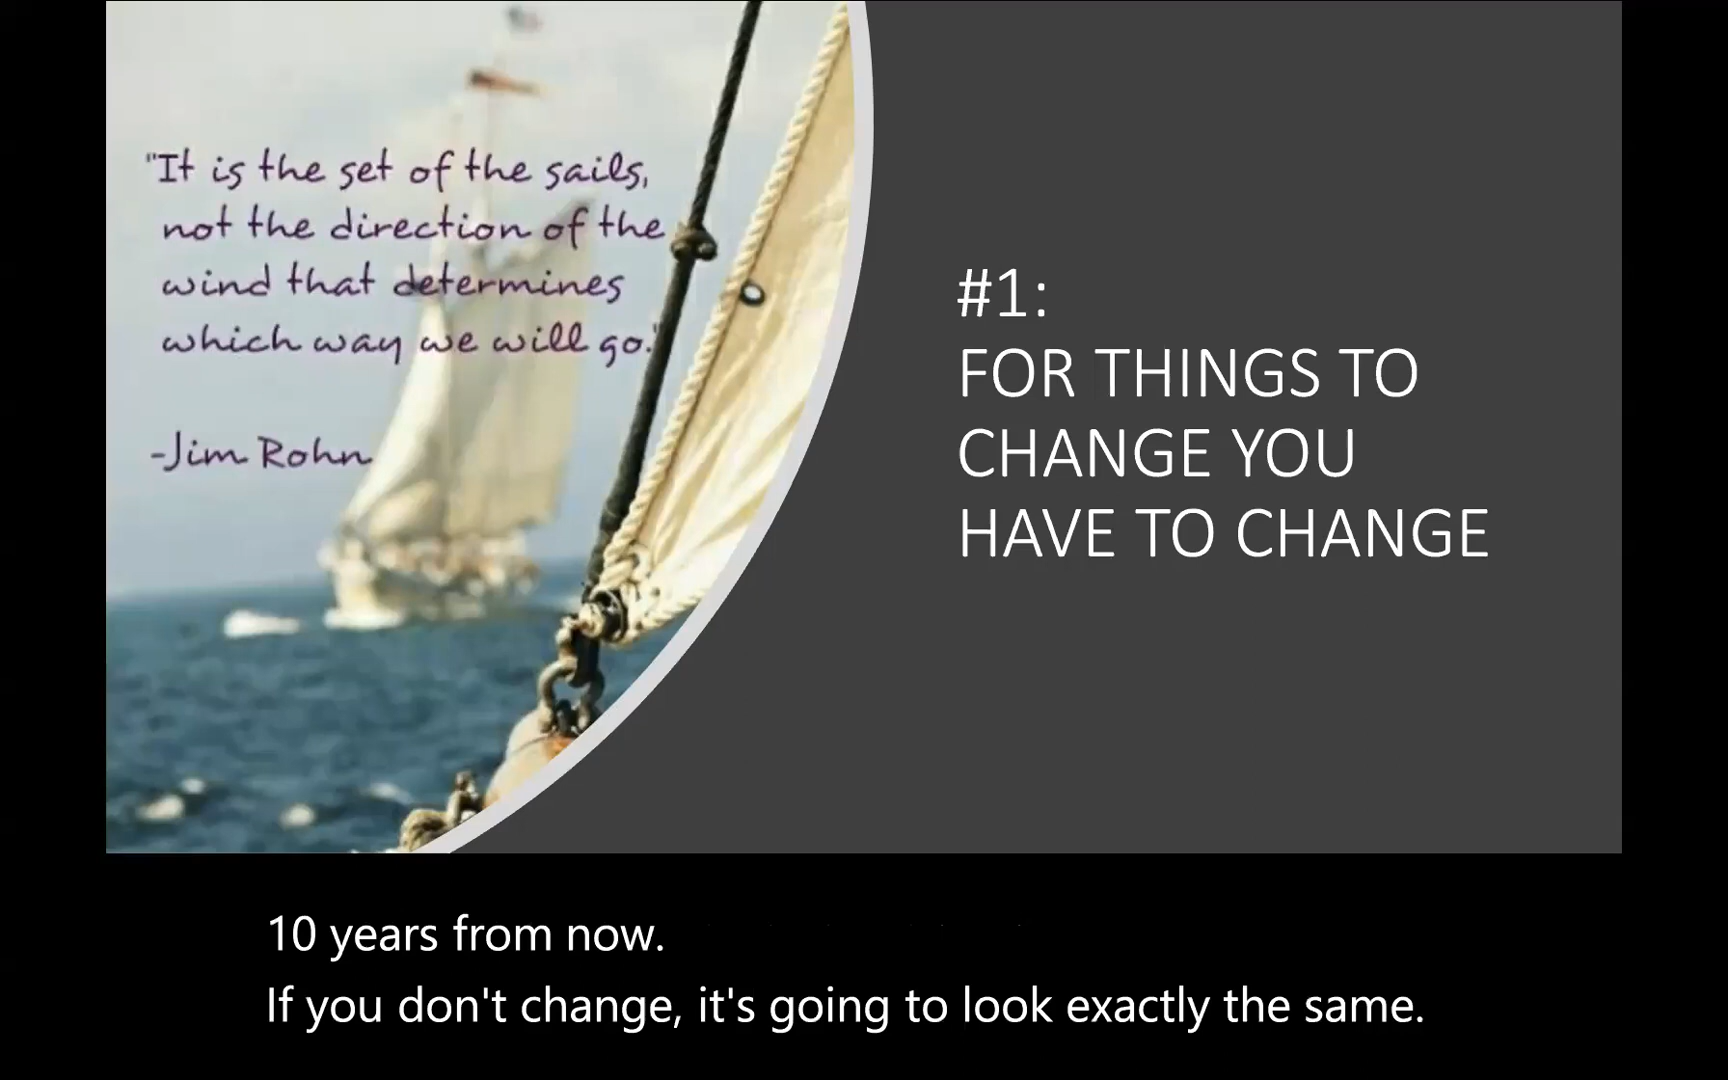 "It is the set of the sails,
not the direction of the
wind that determines
which way we will go."
-Jim Rohn
#1:
FOR THINGS TO
CHANGE YOU
HAVE TO CHANGE
10 years from now.
If you don't change, it's going to look exactly the same.